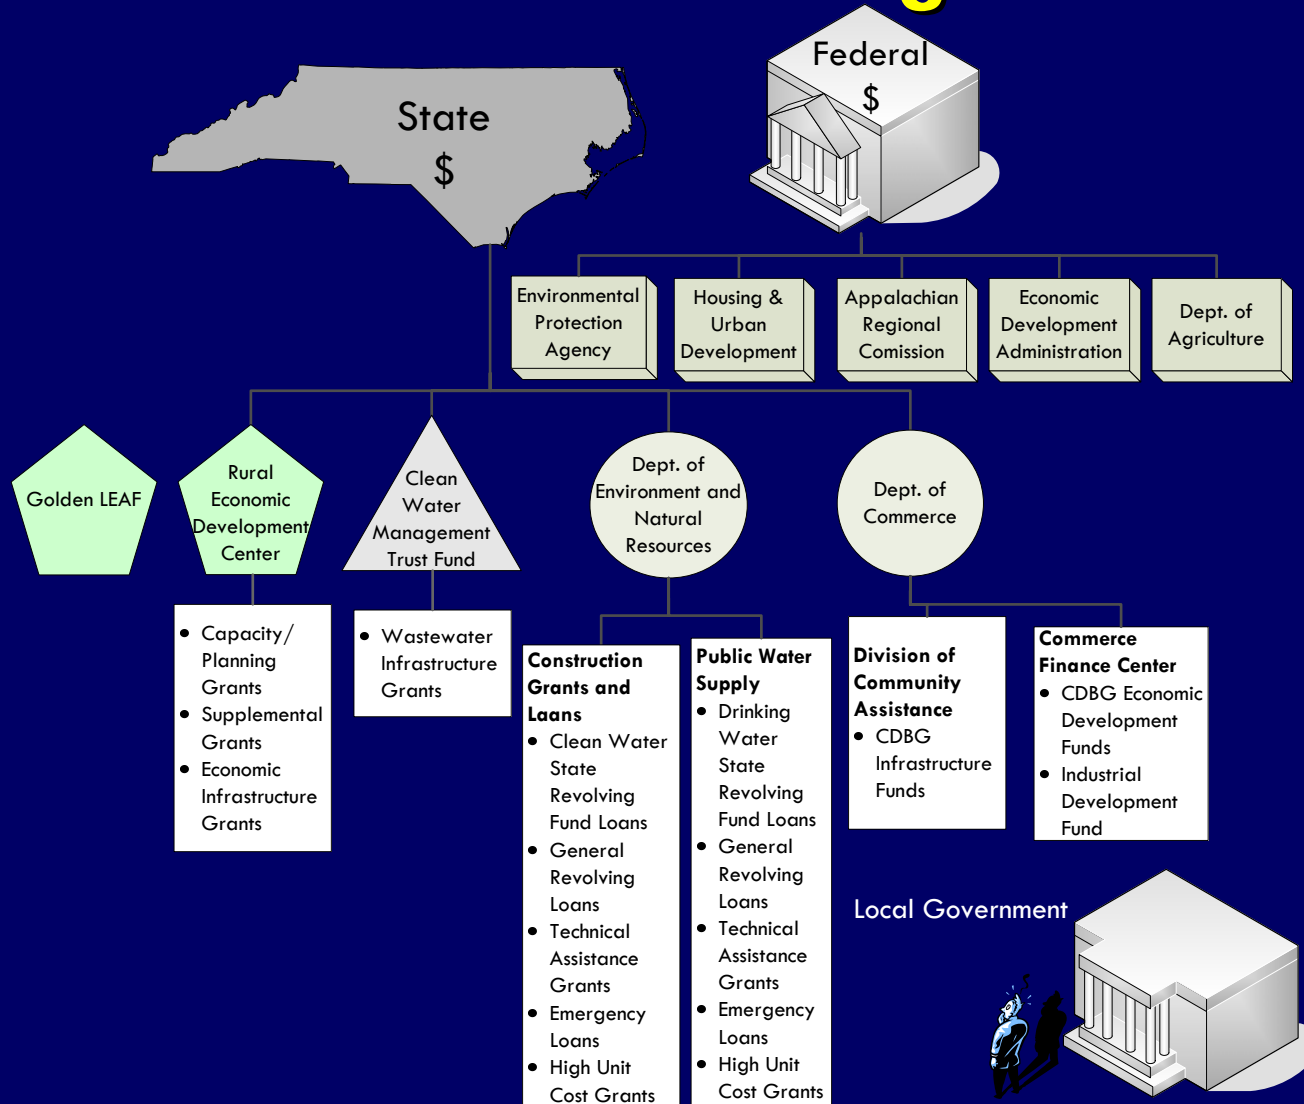 Federal
$
State
$
Environmental
Protection
Agency
Housing &
Urban
Development
Appalachian
Regional
Comission
Economic
Development
Administration
Dept. of
Agriculture
Golden LEAF
Rural
Economic
Development
Center
Clean
Water
Management
Trust Fund
Dept. of
Environment and
Natural
Resources
Dept. of
Commerce
• Capacity/
Planning
Grants
• Supplemental
Grants
• Economic
Infrastructure
Grants
• Wastewater
Infrastructure
Grants
Construction
Grants and
Laans
• Clean Water
State
Revolving
Fund Loans
• General
Revolving
Loans
• Technical
Assistance
Grants
• Emergency
Loans
• High Unit
Cost Grants
Public Water
Supply
• Drinking
Water
State
Revolving
Fund Loans
• General
Revolving
Loans
• Technical
Assistance
Grants
• Emergency
Loans
• High Unit
Cost Grants
Division of
Community
Assistance
• CDBG
Infrastructure
Funds
Commerce
Finance Center
• CDBG Economic
Development
Funds
• Industrial
Development
Fund
Local Government